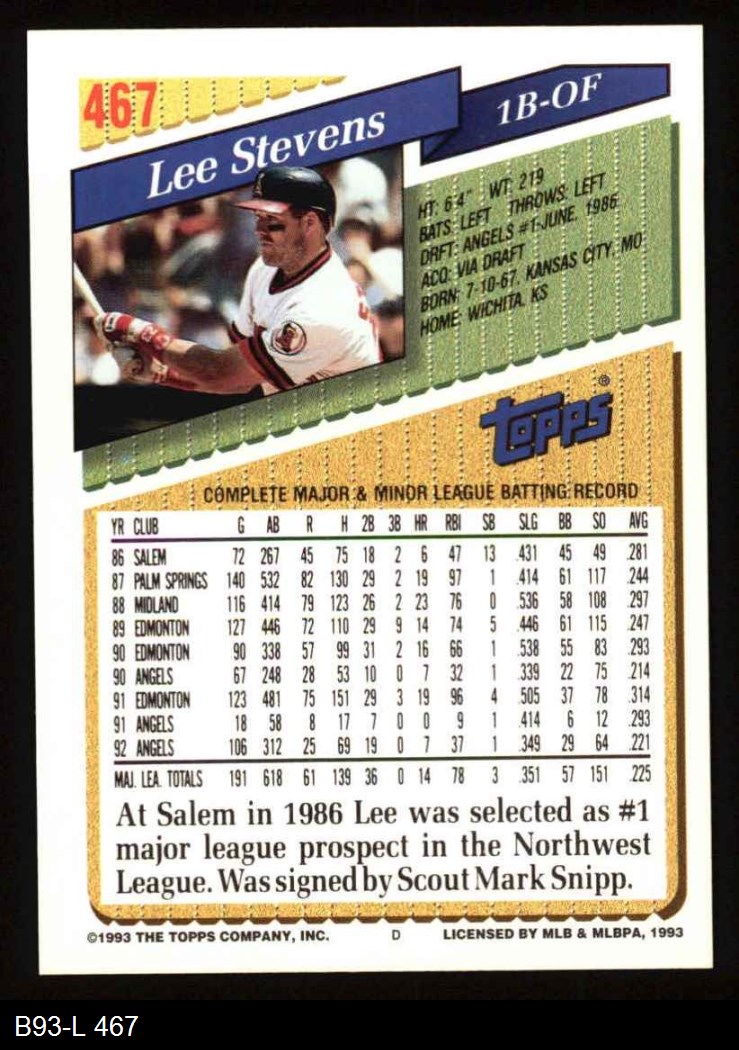 467
Lee Stevens
1B-OF
HT: 6'4" WT: 219
BATS: LEFT THROWS: LEFT
DRFT: ANGELS #1-JUNE, 1986
ACQ: VIA DRAFT
BORN: 7-10-67, KANSAS CITY, MO
HOME: WICHITA, KS
TOPPS®
COMPLETE MAJOR & MINOR LEAGUE BATTING RECORD
YR CLUB G AB R H 2B 3B HR RBI SB SLG BB SO AVG
86 SALEM 72 267 45 75 18 2 6 47 13 .431 45 49 .281
87 PALM SPRINGS 140 532 82 130 29 2 19 97 1 .414 61 117 .244
88 MIDLAND 116 414 79 123 26 2 23 76 0 .536 58 108 .297
89 EDMONTON 127 446 72 110 29 9 14 74 5 .446 61 115 .247
90 EDMONTON 90 338 57 99 31 2 16 66 1 .538 55 83 .293
90 ANGELS 67 248 28 53 10 0 7 32 1 .339 22 75 .214
91 EDMONTON 123 481 75 151 29 3 19 96 4 .505 37 78 .314
91 ANGELS 18 58 8 17 7 0 0 9 1 .414 6 12 .293
92 ANGELS 106 312 25 69 19 0 7 37 1 .349 29 64 .221
MAJ. LEA. TOTALS 191 618 61 139 36 0 14 78 3 .351 57 151 .225
At Salem in 1986 Lee was selected as #1
major league prospect in the Northwest
League. Was signed by Scout Mark Snipp.
©1993 THE TOPPS COMPANY, INC. D LICENSED BY MLB & MLBPA, 1993
B93-L 467